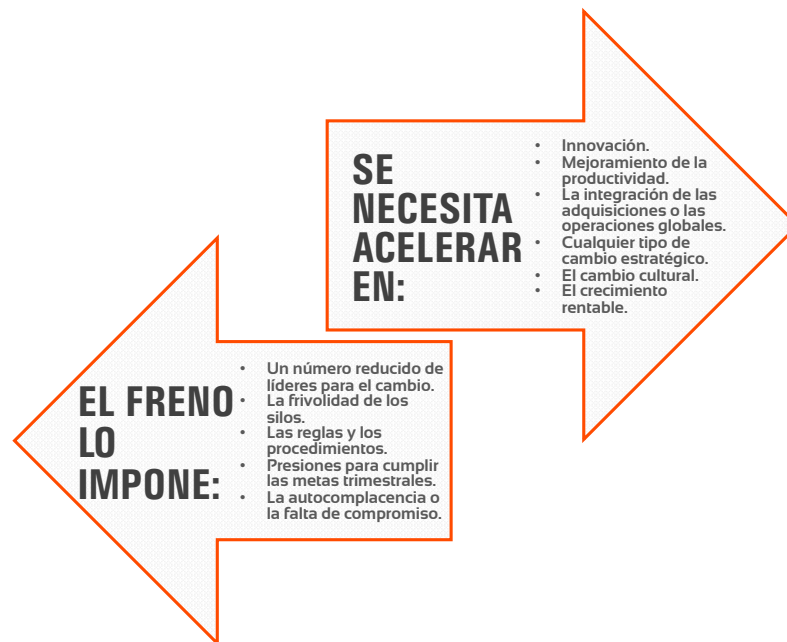 SE
NECESITA
ACELERAR
EN:
• Innovación.
• Mejoramiento de la
productividad.
• La integración de las
adquisiciones o las
operaciones globales.
• Cualquier tipo de
cambio estratégico.
• El cambio cultural.
• El crecimiento
rentable.
EL FRENO
LO
IMPONE:
• Un número reducido de
líderes para el cambio.
• La frivolidad de los
silos.
• Las reglas y los
procedimientos.
• Presiones para cumplir
las metas trimestrales.
• La autocomplacencia o
la falta de compromiso.